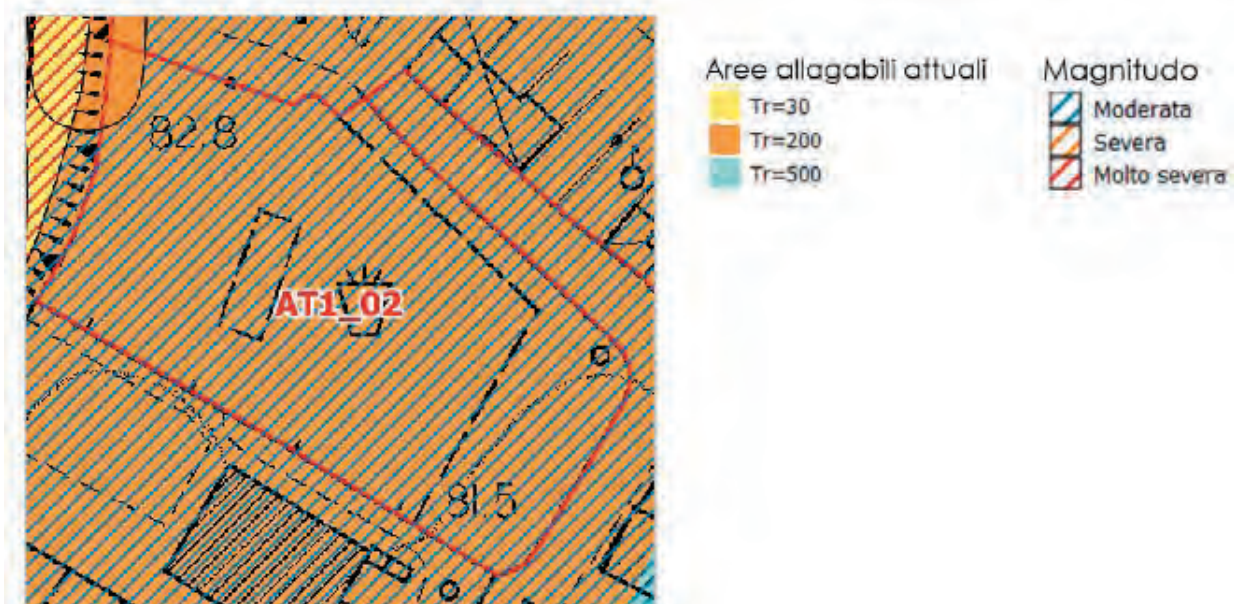 82.8
AT1_02
81.5
Aree allagabili attuali
Tr=30
Tr=200
Tr=500
Magnitudo
Moderata
Severa
Molto severa